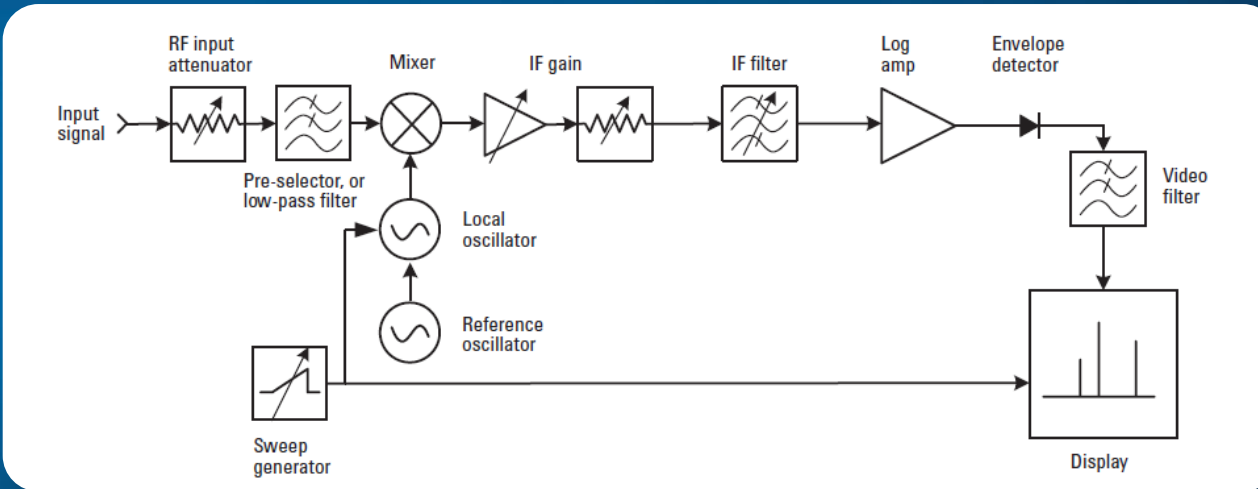 RF input
attenuator
Mixer
IF gain
IF filter
Log
amp
Envelope
detector
Input
signal
Pre-selector, or
low-pass filter
Video
filter
Local
oscillator
Reference
oscillator
Sweep
generator
Display